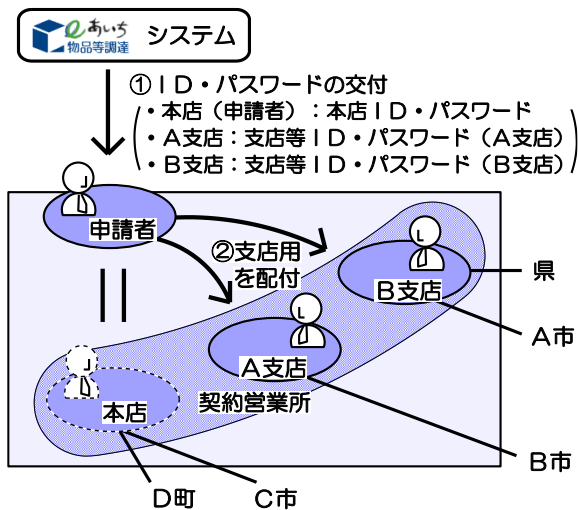 eあいち
物品等調達
システム
①ＩＤ・パスワードの交付
・本店（申請者）：本店ＩＤ・パスワード
・Ａ支店：支店等ＩＤ・パスワード（Ａ支店）
・Ｂ支店：支店等ＩＤ・パスワード（Ｂ支店）
申請者
②支店用
を配付
Ｂ支店
県
Ａ市
Ａ支店
契約営業所
本店
Ｂ市
Ｄ町
Ｃ市